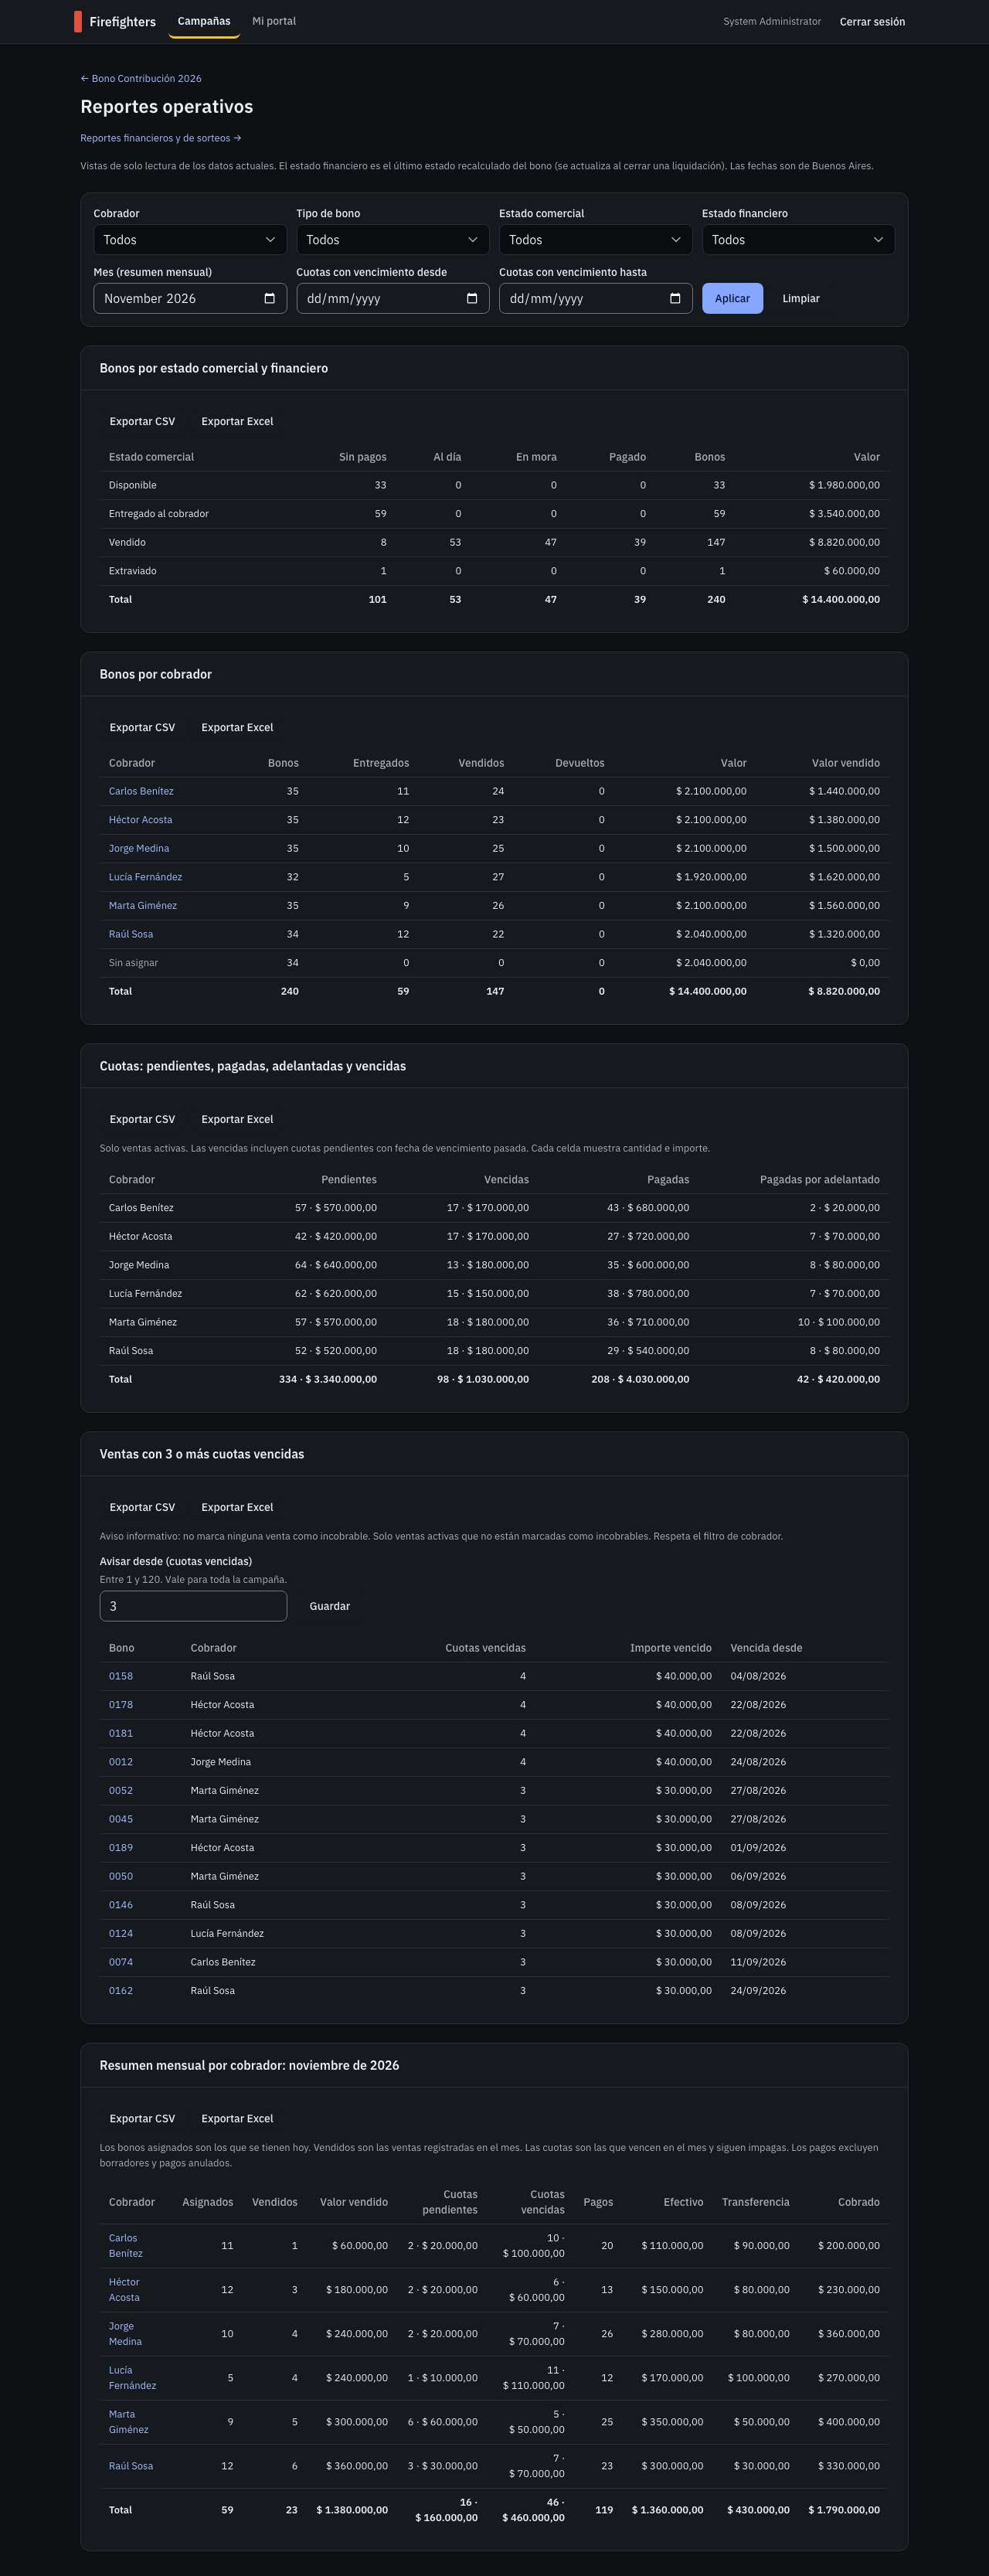 Firefighters Campañas Mi portal System Administrator Cerrar sesión
← Bono Contribución 2026
Reportes operativos
Reportes financieros y de sorteos →
Vistas de solo lectura de los datos actuales. El estado financiero es el último estado recalculado del bono (se actualiza al cerrar una liquidación). Las fechas son de Buenos Aires.
Cobrador Tipo de bono Estado comercial Estado financiero
Todos Todos Todos Todos
Mes (resumen mensual) Cuotas con vencimiento desde Cuotas con vencimiento hasta
November 2026 dd/mm/yyyy dd/mm/yyyy Aplicar Limpiar
Bonos por estado comercial y financiero
Exportar CSV Exportar Excel
Estado comercial Sin pagos Al día En mora Pagado Bonos Valor
Disponible 33 0 0 0 33 $ 1.980.000,00
Entregado al cobrador 59 0 0 0 59 $ 3.540.000,00
Vendido 8 53 47 39 147 $ 8.820.000,00
Extraviado 1 0 0 0 1 $ 60.000,00
Total 101 53 47 39 240 $ 14.400.000,00
Bonos por cobrador
Exportar CSV Exportar Excel
Cobrador Bonos Entregados Vendidos Devueltos Valor Valor vendido
Carlos Benítez 35 11 24 0 $ 2.100.000,00 $ 1.440.000,00
Héctor Acosta 35 12 23 0 $ 2.100.000,00 $ 1.380.000,00
Jorge Medina 35 10 25 0 $ 2.100.000,00 $ 1.500.000,00
Lucía Fernández 32 5 27 0 $ 1.920.000,00 $ 1.620.000,00
Marta Giménez 35 9 26 0 $ 2.100.000,00 $ 1.560.000,00
Raúl Sosa 34 12 22 0 $ 2.040.000,00 $ 1.320.000,00
Sin asignar 34 0 0 0 $ 2.040.000,00 $ 0,00
Total 240 59 147 0 $ 14.400.000,00 $ 8.820.000,00
Cuotas: pendientes, pagadas, adelantadas y vencidas
Exportar CSV Exportar Excel
Solo ventas activas. Las vencidas incluyen cuotas pendientes con fecha de vencimiento pasada. Cada celda muestra cantidad e importe.
Cobrador Pendientes Vencidas Pagadas Pagadas por adelantado
Carlos Benítez 57 · $ 570.000,00 17 · $ 170.000,00 43 · $ 680.000,00 2 · $ 20.000,00
Héctor Acosta 42 · $ 420.000,00 17 · $ 170.000,00 27 · $ 720.000,00 7 · $ 70.000,00
Jorge Medina 64 · $ 640.000,00 13 · $ 180.000,00 35 · $ 600.000,00 8 · $ 80.000,00
Lucía Fernández 62 · $ 620.000,00 15 · $ 150.000,00 38 · $ 780.000,00 7 · $ 70.000,00
Marta Giménez 57 · $ 570.000,00 18 · $ 180.000,00 36 · $ 710.000,00 10 · $ 100.000,00
Raúl Sosa 52 · $ 520.000,00 18 · $ 180.000,00 29 · $ 540.000,00 8 · $ 80.000,00
Total 334 · $ 3.340.000,00 98 · $ 1.030.000,00 208 · $ 4.030.000,00 42 · $ 420.000,00
Ventas con 3 o más cuotas vencidas
Exportar CSV Exportar Excel
Aviso informativo: no marca ninguna venta como incobrable. Solo ventas activas que no están marcadas como incobrables. Respeta el filtro de cobrador.
Avisar desde (cuotas vencidas)
Entre 1 y 120. Vale para toda la campaña.
3 Guardar
Bono Cobrador Cuotas vencidas Importe vencido Vencida desde
0158 Raúl Sosa 4 $ 40.000,00 04/08/2026
0178 Héctor Acosta 4 $ 40.000,00 22/08/2026
0181 Héctor Acosta 4 $ 40.000,00 22/08/2026
0012 Jorge Medina 4 $ 40.000,00 24/08/2026
0052 Marta Giménez 3 $ 30.000,00 27/08/2026
0045 Marta Giménez 3 $ 30.000,00 27/08/2026
0189 Héctor Acosta 3 $ 30.000,00 01/09/2026
0050 Marta Giménez 3 $ 30.000,00 06/09/2026
0146 Raúl Sosa 3 $ 30.000,00 08/09/2026
0124 Lucía Fernández 3 $ 30.000,00 08/09/2026
0074 Carlos Benítez 3 $ 30.000,00 11/09/2026
0162 Raúl Sosa 3 $ 30.000,00 24/09/2026
Resumen mensual por cobrador: noviembre de 2026
Exportar CSV Exportar Excel
Los bonos asignados son los que se tienen hoy. Vendidos son las ventas registradas en el mes. Las cuotas son las que vencen en el mes y siguen impagas. Los pagos excluyen
borradores y pagos anulados.
Cobrador Asignados Vendidos Valor vendido Cuotas pendientes Cuotas vencidas Pagos Efectivo Transferencia Cobrado
Carlos Benítez 11 1 $ 60.000,00 2 · $ 20.000,00 10 · $ 100.000,00 20 $ 110.000,00 $ 90.000,00 $ 200.000,00
Héctor Acosta 12 3 $ 180.000,00 2 · $ 20.000,00 6 · $ 60.000,00 13 $ 150.000,00 $ 80.000,00 $ 230.000,00
Jorge Medina 10 4 $ 240.000,00 2 · $ 20.000,00 7 · $ 70.000,00 26 $ 280.000,00 $ 80.000,00 $ 360.000,00
Lucía Fernández 5 4 $ 240.000,00 1 · $ 10.000,00 11 · $ 110.000,00 12 $ 170.000,00 $ 100.000,00 $ 270.000,00
Marta Giménez 9 5 $ 300.000,00 6 · $ 60.000,00 5 · $ 50.000,00 25 $ 350.000,00 $ 50.000,00 $ 400.000,00
Raúl Sosa 12 6 $ 360.000,00 3 · $ 30.000,00 7 · $ 70.000,00 23 $ 300.000,00 $ 30.000,00 $ 330.000,00
Total 59 23 $ 1.380.000,00 16 · $ 160.000,00 46 · $ 460.000,00 119 $ 1.360.000,00 $ 430.000,00 $ 1.790.000,00